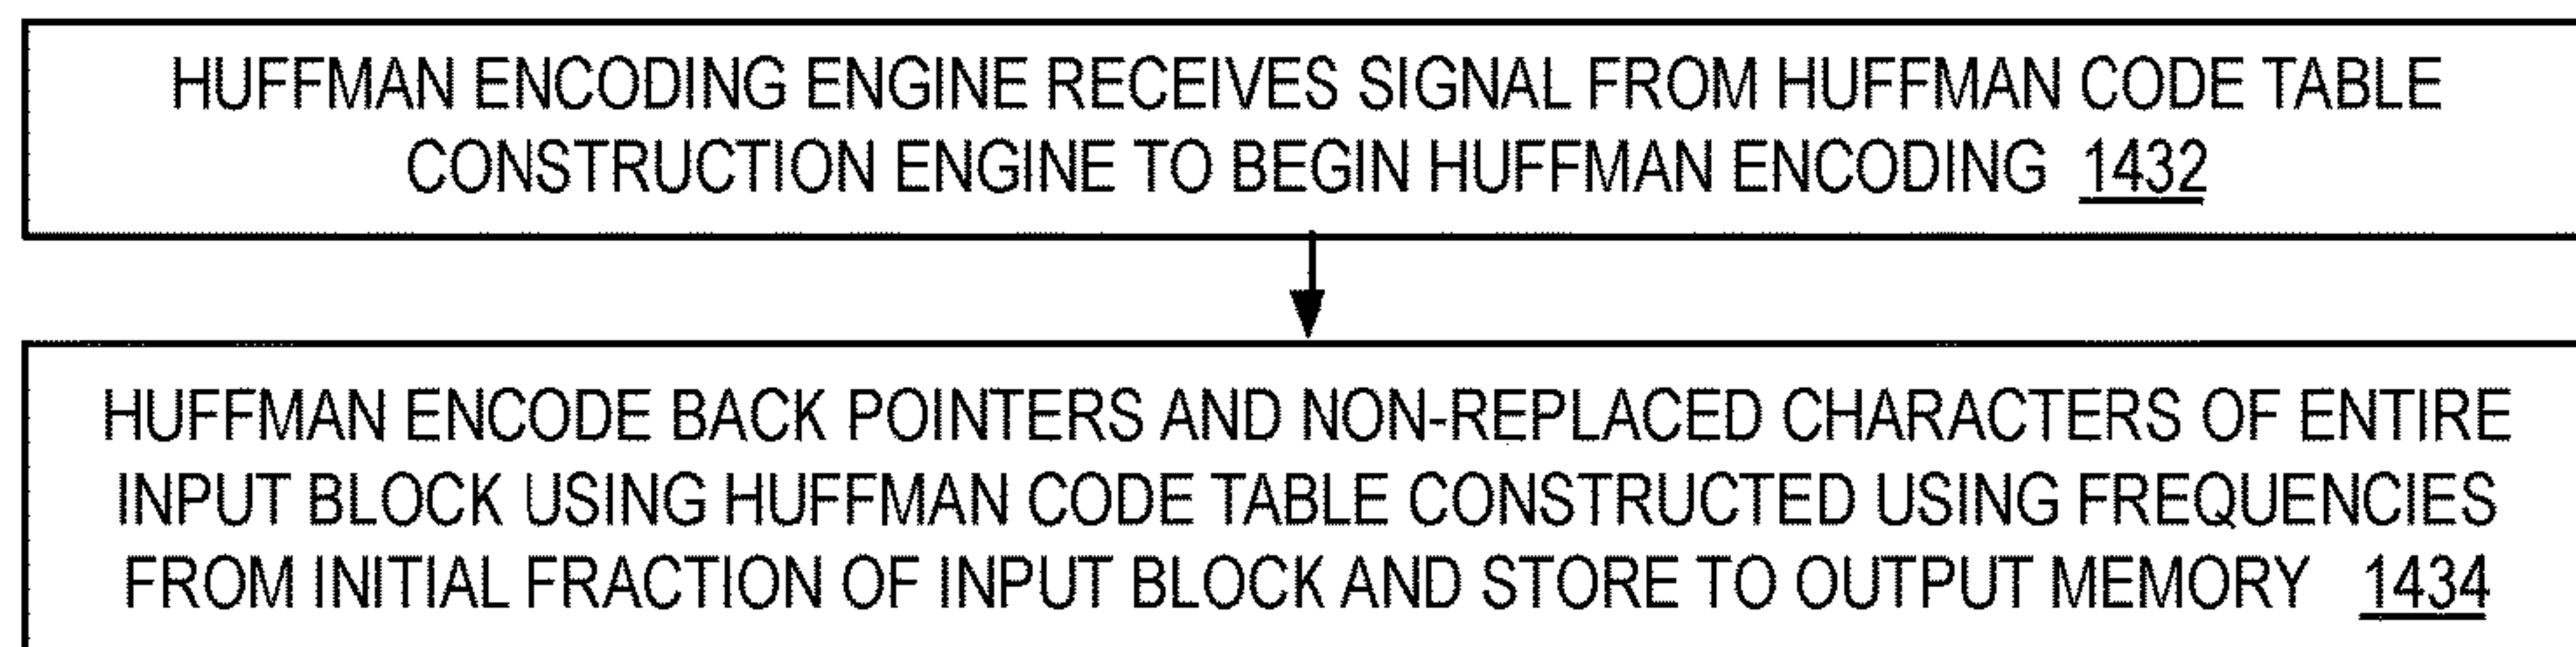 HUFFMAN ENCODING ENGINE RECEIVES SIGNAL FROM HUFFMAN CODE TABLE
CONSTRUCTION ENGINE TO BEGIN HUFFMAN ENCODING 1432
HUFFMAN ENCODE BACK POINTERS AND NON-REPLACED CHARACTERS OF ENTIRE
INPUT BLOCK USING HUFFMAN CODE TABLE CONSTRUCTED USING FREQUENCIES
FROM INITIAL FRACTION OF INPUT BLOCK AND STORE TO OUTPUT MEMORY 1434